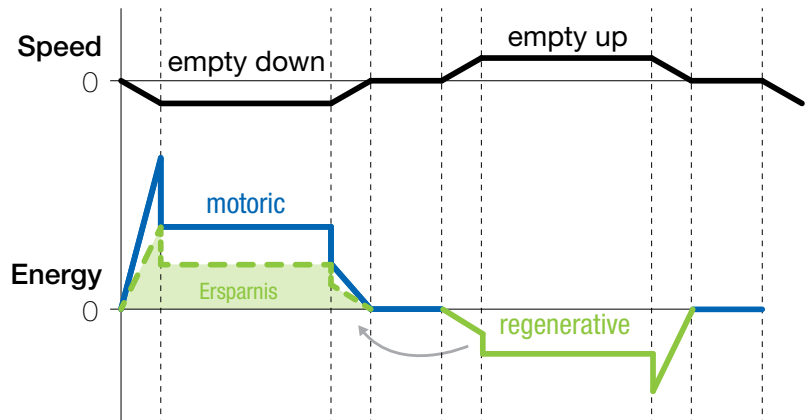 Speed
0
empty down
empty up
motoric
Energy
0
Ersparnis
regenerative